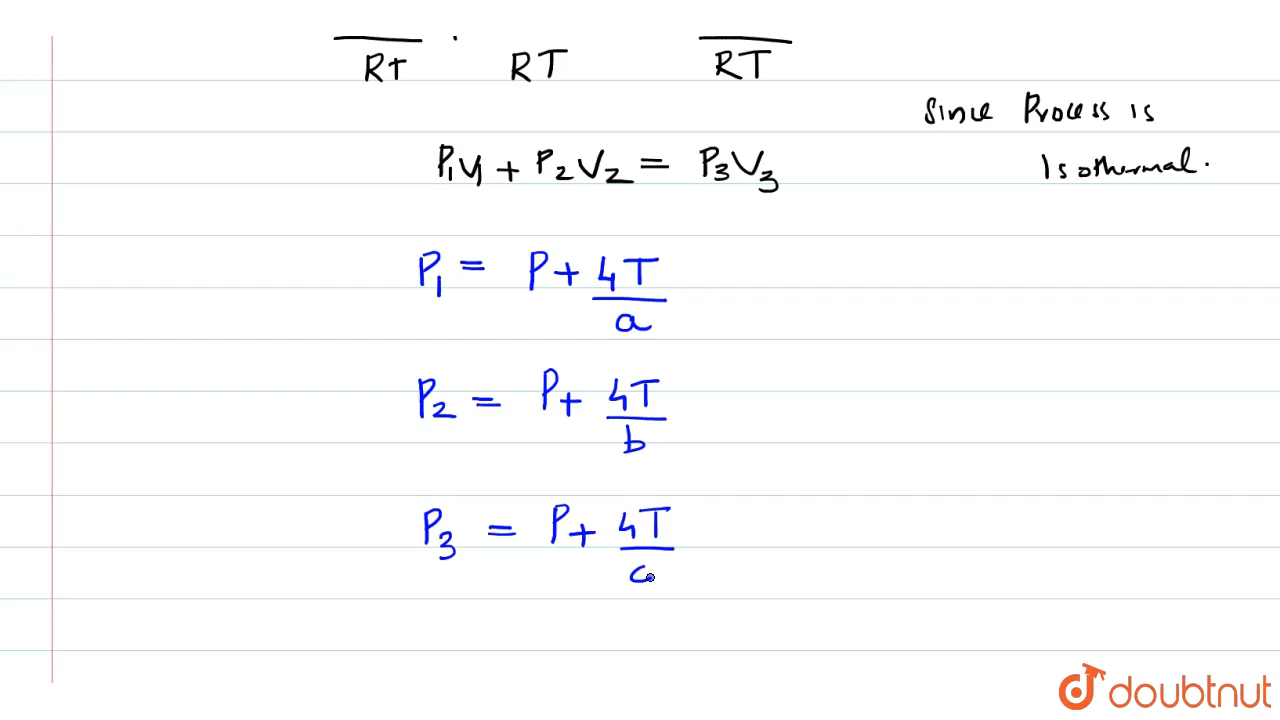 RT RT RT
Since Process is
P₁V₁ + P₂V₂ = P₃V₃
Isothermal.
P₁ = P + 4T/a
P₂ = P + 4T/b
P₃ = P + 4T/c
doubtnut